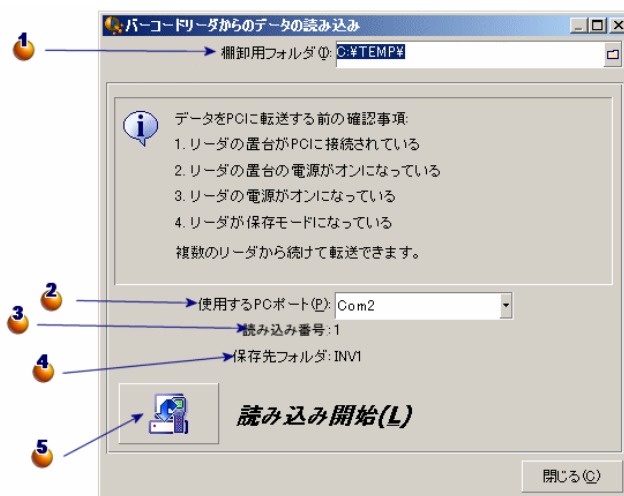 バーコードリーダからのデータの読み込み
1
棚卸用フォルダ(I): C:¥TEMP¥
データをPCに転送する前の確認事項:
1. リーダの置台がPCに接続されている
2. リーダの置台の電源がオンになっている
3. リーダの電源がオンになっている
4. リーダが保存モードになっている
複数のリーダから続けて転送できます。
2
使用するPCポート(P): Com2
3
読み込み番号: 1
4
保存先フォルダ: INV1
5
読み込み開始(L)
閉じる(C)